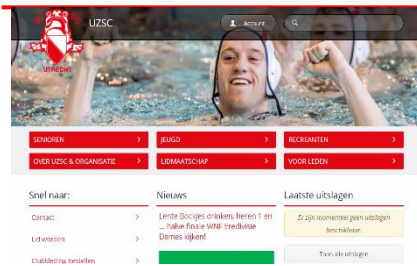 UZSC
Account
UTRECHT
SENIOREN
JEUGD
RECREANTEN
OVER UZSC & ORGANISATIE
LIDMAATSCHAP
VOOR LEDEN
Snel naar:
Contact
Lid worden
Clubkleding bestellen
Nieuws
Lente Bockjes drinken, heren 1 en
... halve finale WNF Eredivisie
Dames kijken!
Laatste uitslagen
Er zijn momenteel geen uitslagen
beschikbaar.
Toon alle uitslagen